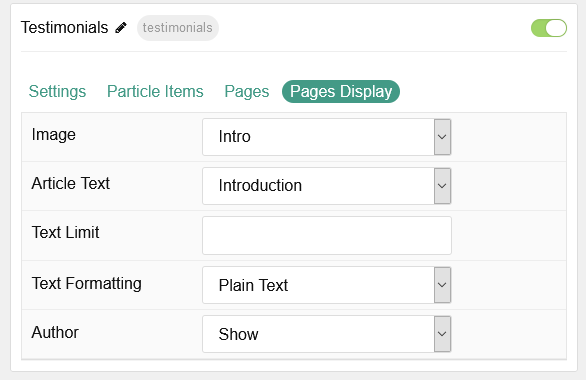 Testimonials testimonials
Settings Particle Items Pages Pages Display
Image Intro
Article Text Introduction
Text Limit
Text Formatting Plain Text
Author Show